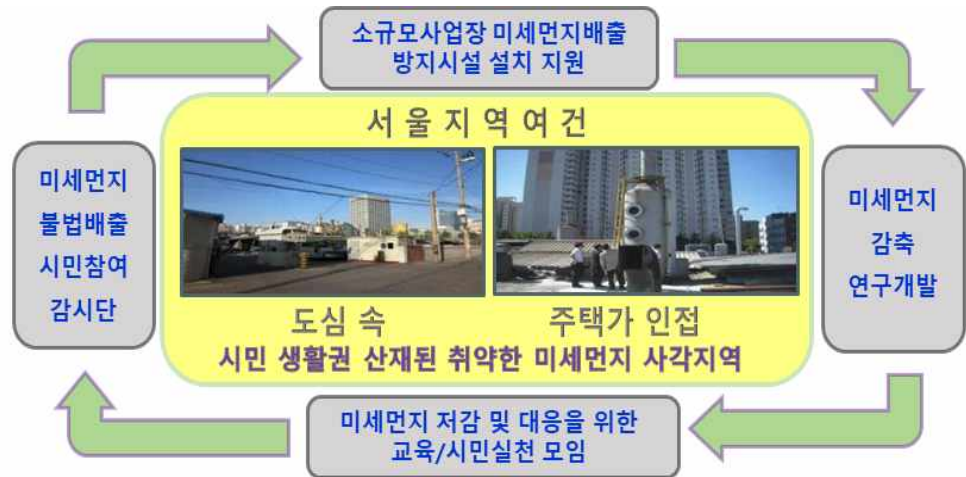 소규모사업장 미세먼지배출
방지시설 설치 지원
서 울 지 역 여 건
미세먼지
불법배출
시민참여
감시단
미세먼지
감축
연구개발
도심 속
주택가 인접
시민 생활권 산재된 취약한 미세먼지 사각지역
미세먼지 저감 및 대응을 위한
교육/시민실천 모임